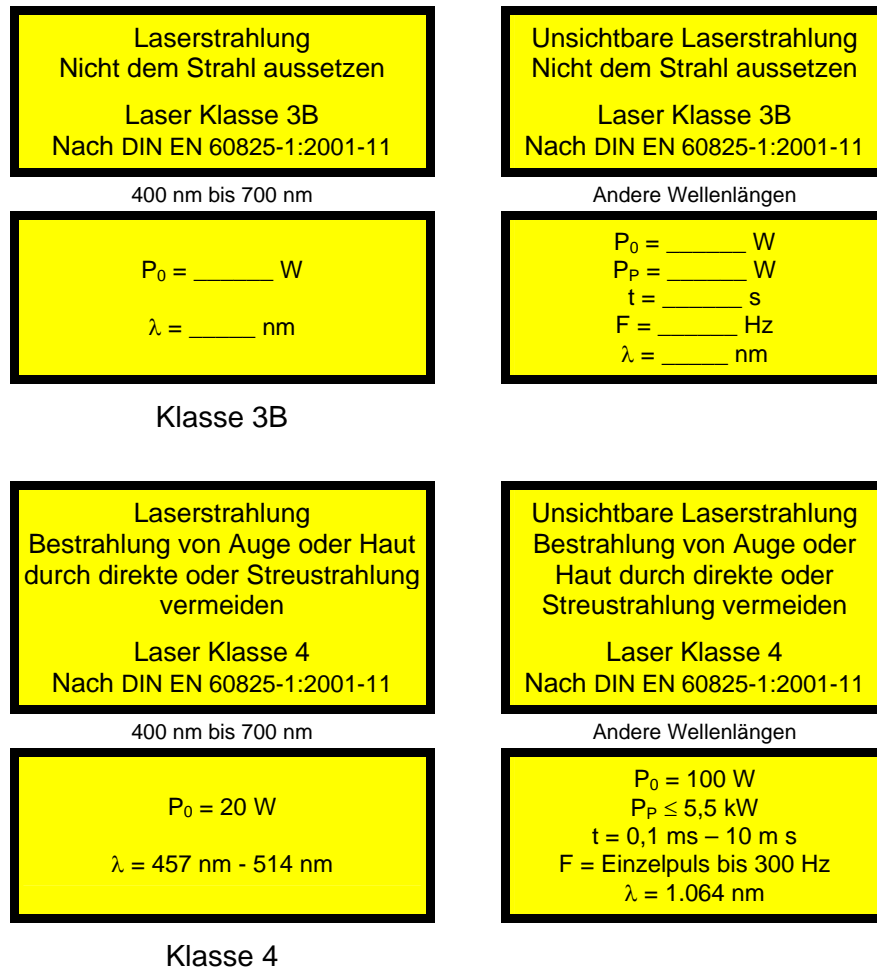 Laserstrahlung
Nicht dem Strahl aussetzen
Laser Klasse 3B
Nach DIN EN 60825-1:2001-11
400 nm bis 700 nm
P₀ = ______ W
λ = _____ nm
Unsichtbare Laserstrahlung
Nicht dem Strahl aussetzen
Laser Klasse 3B
Nach DIN EN 60825-1:2001-11
Andere Wellenlängen
P₀ = ______ W
Pₚ = ______ W
t = ______ s
F = ______ Hz
λ = _____ nm
Klasse 3B
Laserstrahlung
Bestrahlung von Auge oder Haut
durch direkte oder Streustrahlung
vermeiden
Laser Klasse 4
Nach DIN EN 60825-1:2001-11
400 nm bis 700 nm
P₀ = 20 W
λ = 457 nm - 514 nm
Unsichtbare Laserstrahlung
Bestrahlung von Auge oder
Haut durch direkte oder
Streustrahlung vermeiden
Laser Klasse 4
Nach DIN EN 60825-1:2001-11
Andere Wellenlängen
P₀ = 100 W
Pₚ ≤ 5,5 kW
t = 0,1 ms – 10 m s
F = Einzelpuls bis 300 Hz
λ = 1.064 nm
Klasse 4